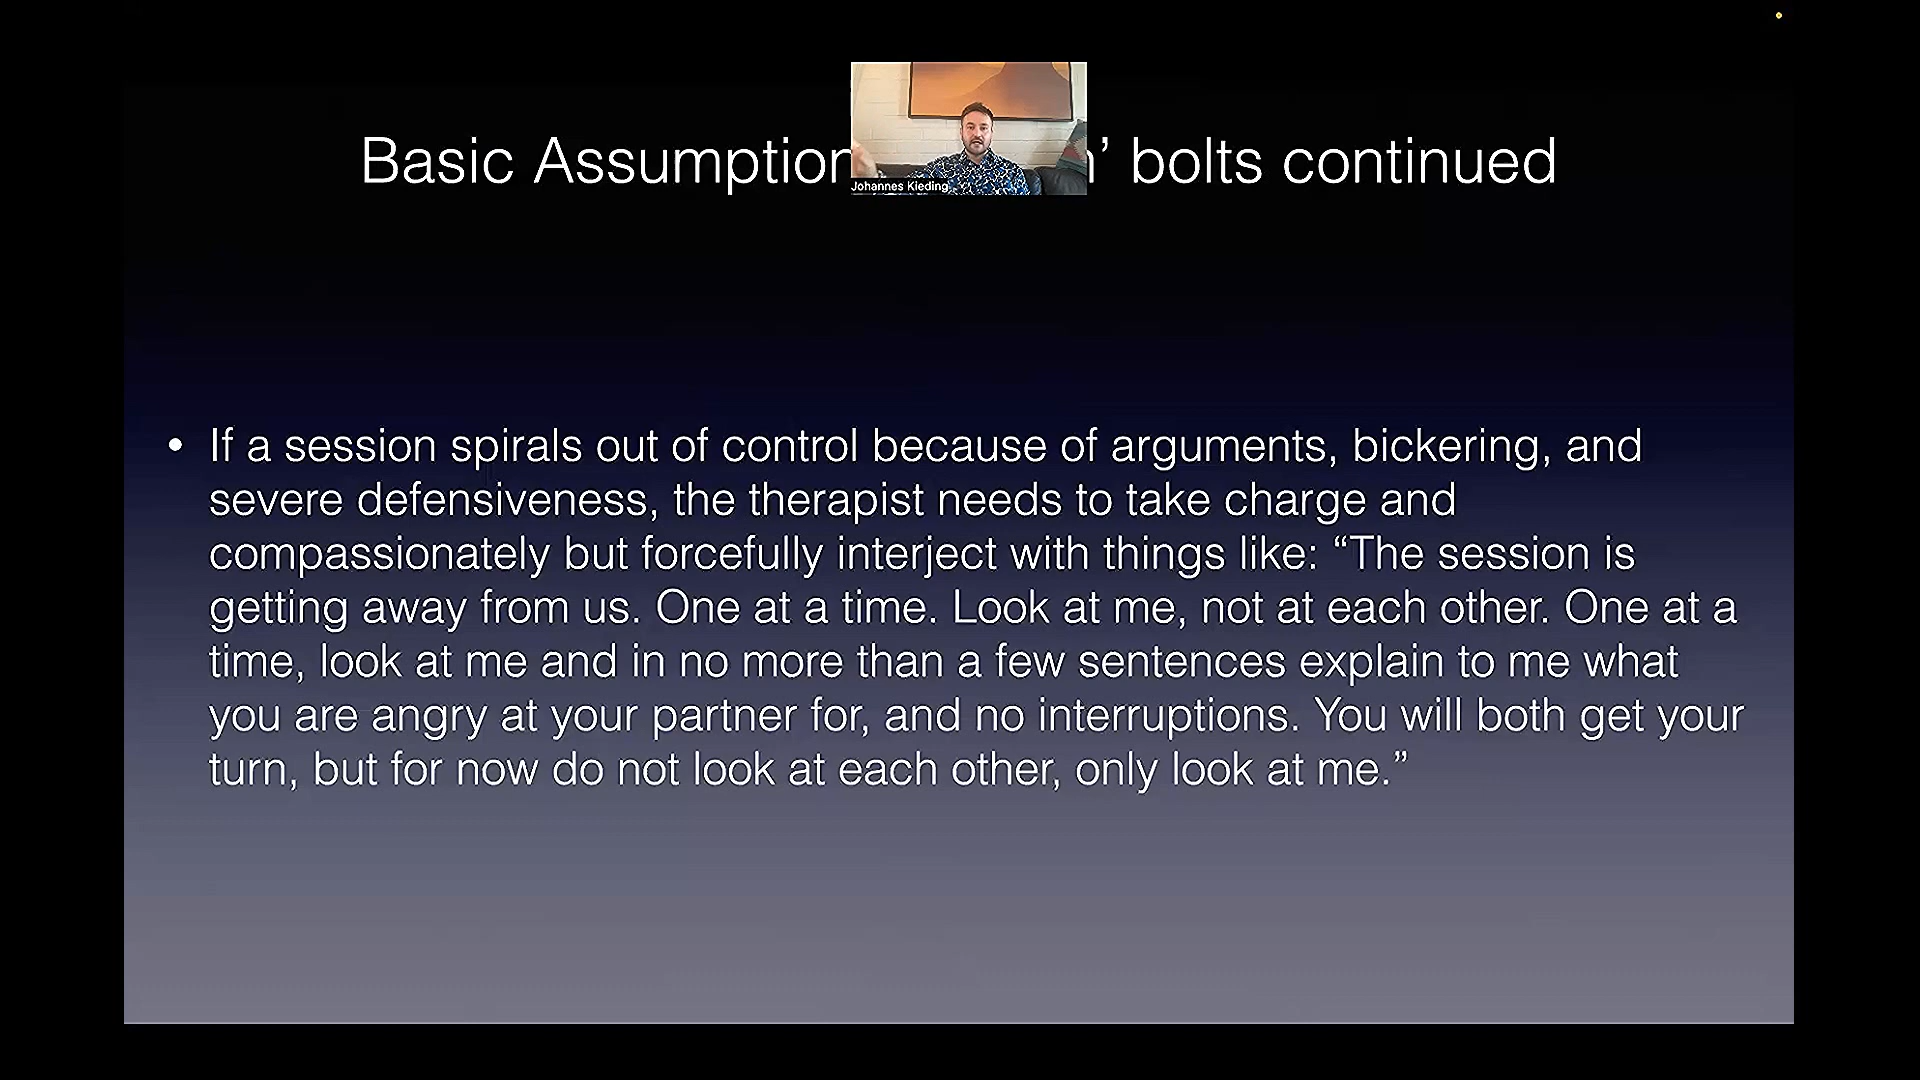 Basic Assumption ’ bolts continued
Johannes Kieding
• If a session spirals out of control because of arguments, bickering, and
severe defensiveness, the therapist needs to take charge and
compassionately but forcefully interject with things like: “The session is
getting away from us. One at a time. Look at me, not at each other. One at a
time, look at me and in no more than a few sentences explain to me what
you are angry at your partner for, and no interruptions. You will both get your
turn, but for now do not look at each other, only look at me.”